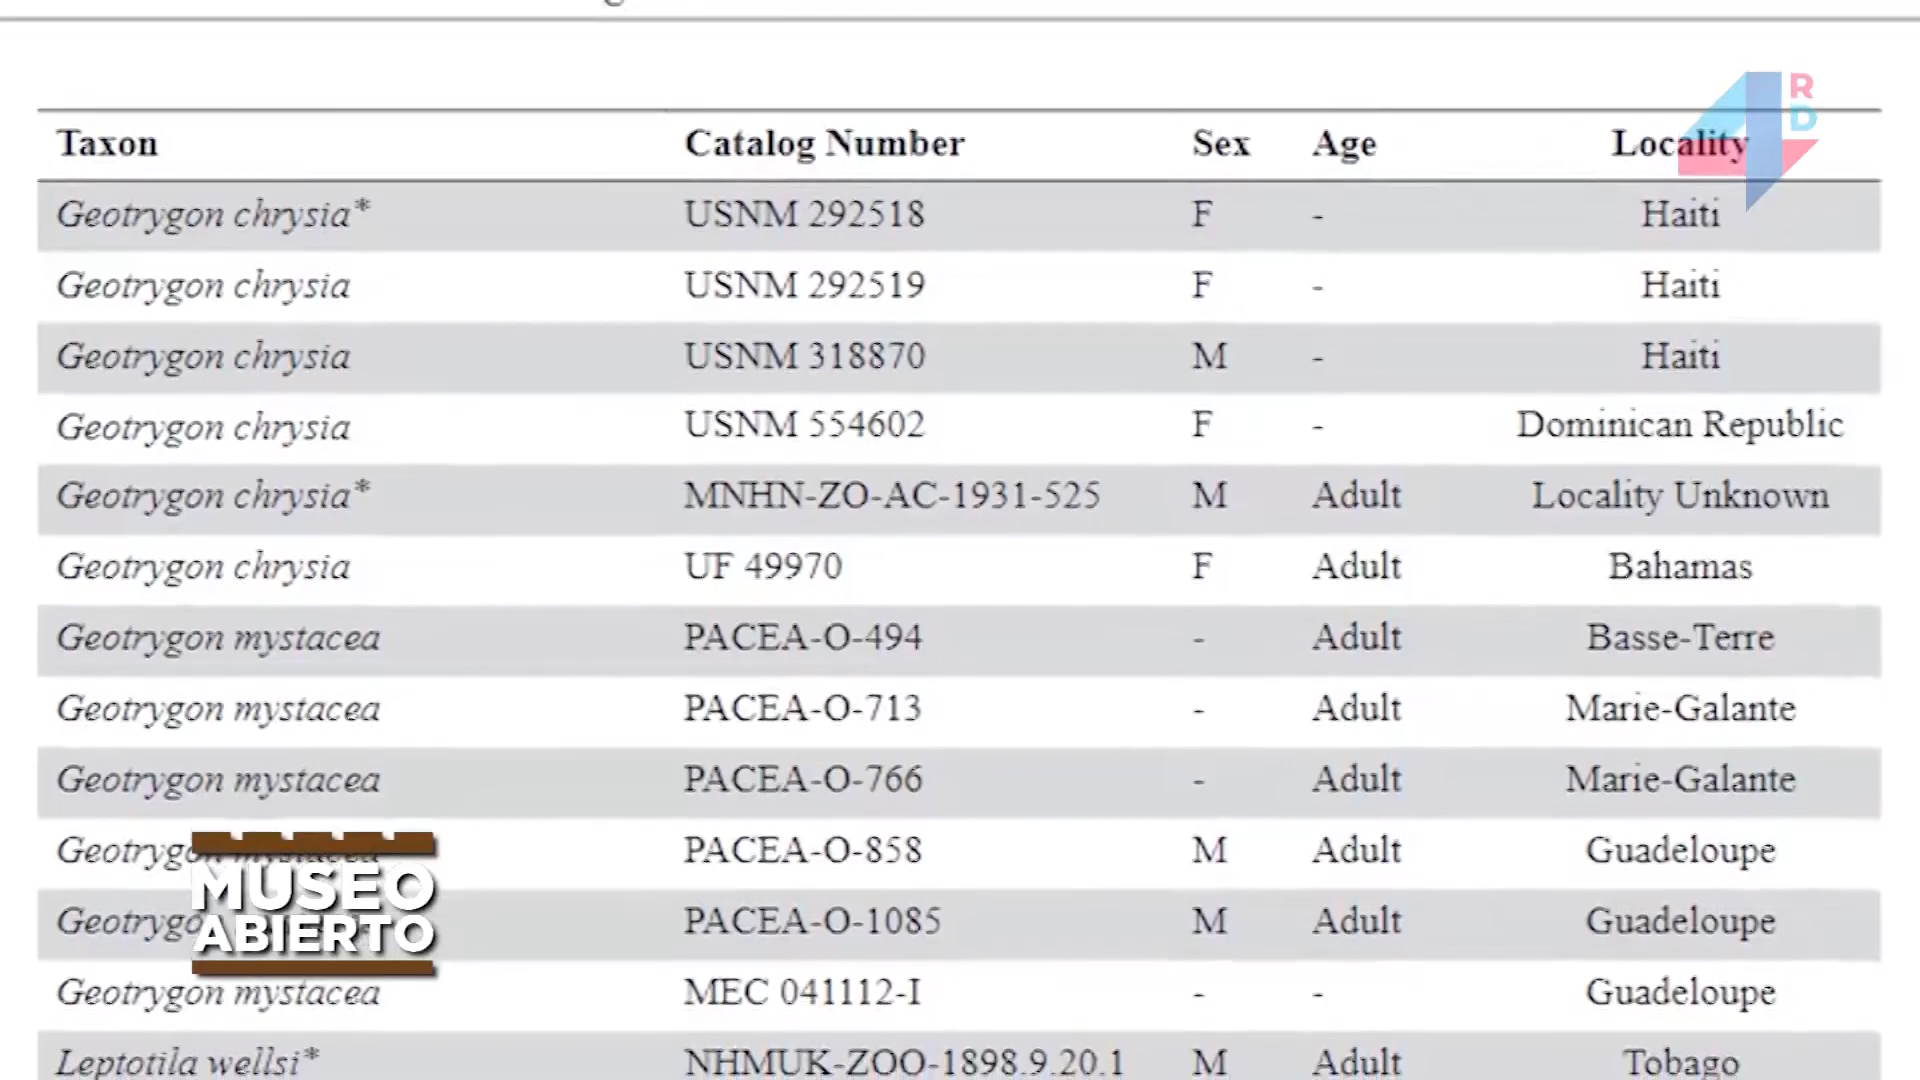 Taxon Catalog Number Sex Age Locality
Geotrygon chrysia* USNM 292518 F - Haiti
Geotrygon chrysia USNM 292519 F - Haiti
Geotrygon chrysia USNM 318870 M - Haiti
Geotrygon chrysia USNM 554602 F - Dominican Republic
Geotrygon chrysia* MNHN-ZO-AC-1931-525 M Adult Locality Unknown
Geotrygon chrysia UF 49970 F Adult Bahamas
Geotrygon mystacea PACEA-O-494 - Adult Basse-Terre
Geotrygon mystacea PACEA-O-713 - Adult Marie-Galante
Geotrygon mystacea PACEA-O-766 - Adult Marie-Galante
Geotrygon mystacea PACEA-O-858 M Adult Guadeloupe
PACEA-O-1085 M Adult Guadeloupe
Geotrygon mystacea MEC 041112-I - - Guadeloupe
Leptotila wellsi* NHMUK-ZOO-1898.9.20.1 M Adult Tobago
4
RD
MUSEO
ABIERTO